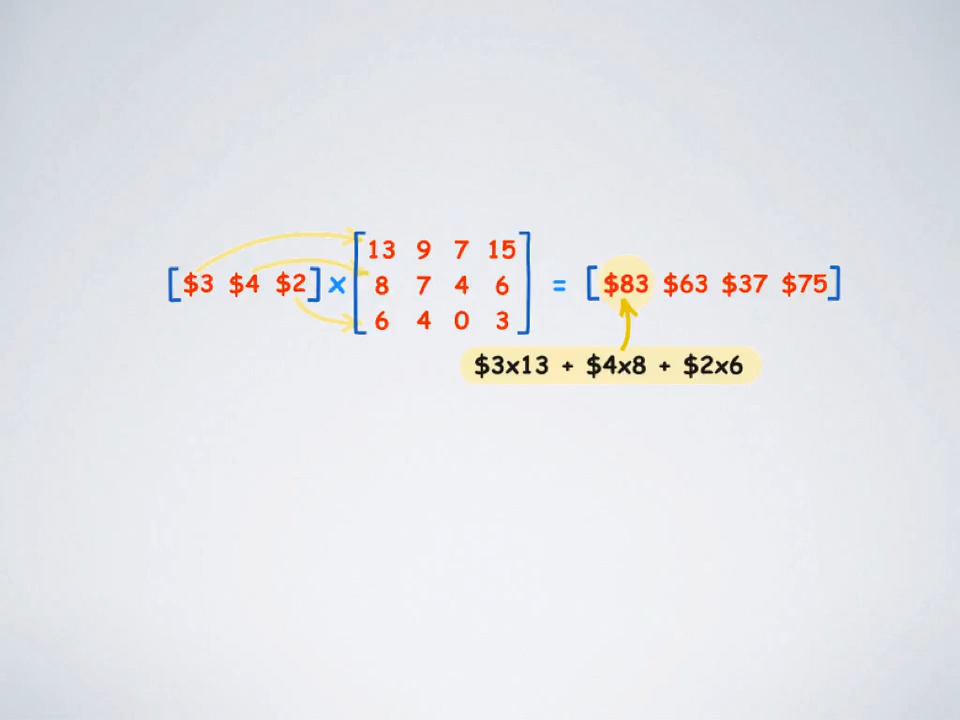 13 9 7 15
[$3 $4 $2] x 8 7 4 6 = [$83 $63 $37 $75]
6 4 0 3
$3x13 + $4x8 + $2x6